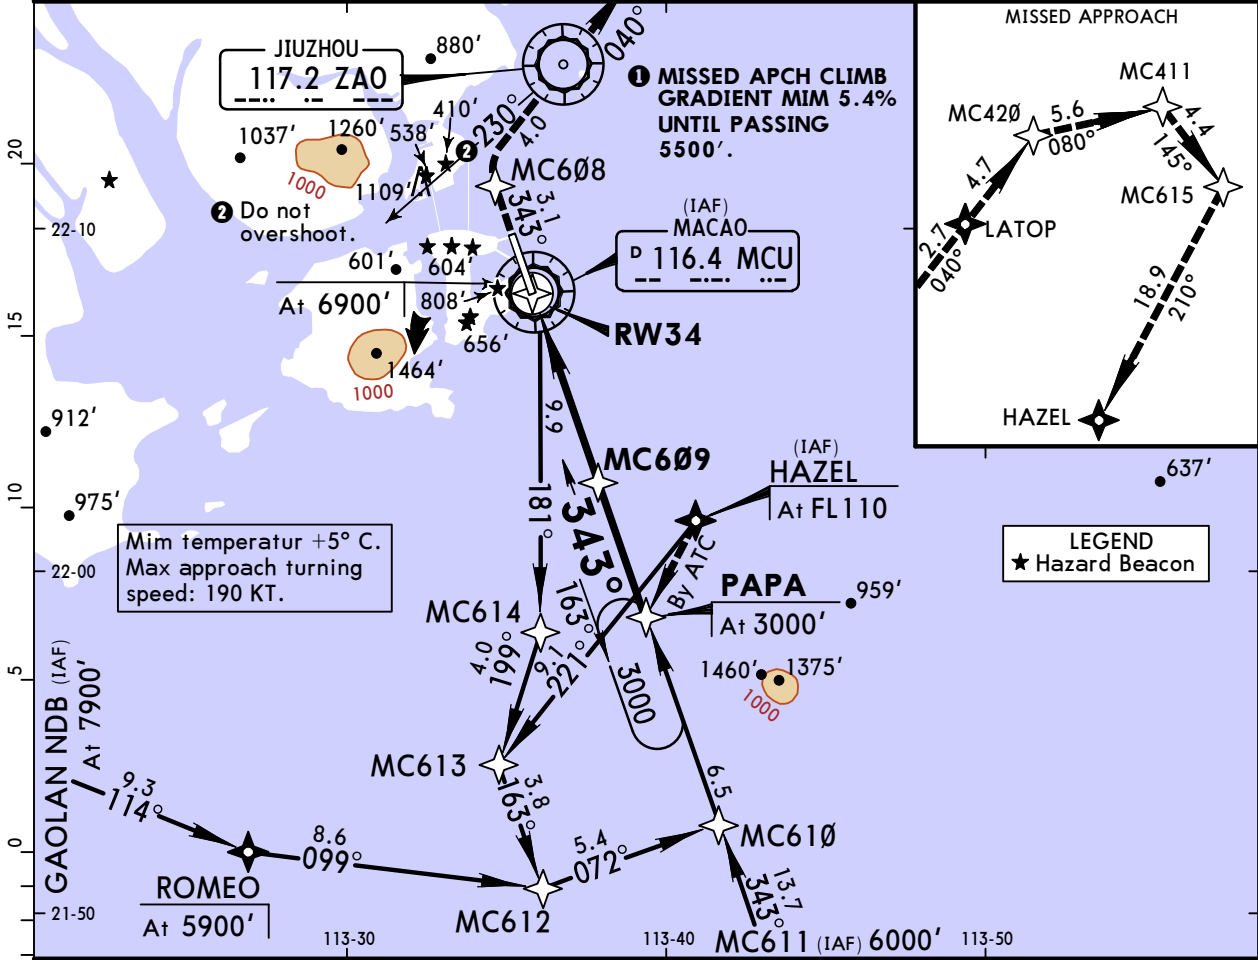 JIUZHOU
117.2 ZAO
880'
040°
❶ MISSED APCH CLIMB
GRADIENT MIM 5.4%
UNTIL PASSING
5500'.
MISSED APPROACH
MC411
MC42Ø
5.6
080°
4.4
145°
MC615
4.7
LATOP
2.7
040°
18.9
210°
HAZEL
1037'
1260'
1000
538'
410'
230°
❷
4.0
1109'
MC6Ø8
3.1
343°
❷ Do not
overshoot.
(IAF)
MACAO
D 116.4 MCU
601'
604'
At 6900'
808'
656'
RW34
1464'
1000
20
22-10
15
912'
975'
10
9.9
MC6Ø9
181°
343°
(IAF)
HAZEL
At FL110
637'
LEGEND
★ Hazard Beacon
Mim temperatur +5° C.
Max approach turning
speed: 190 KT.
22-00
By ATC
PAPA
At 3000'
959'
MC614
163°
4.0
199°
9.1
221°
3000
1460'
1375'
1000
5
GAOLAN NDB (IAF)
At 7900'
MC613
3.8
163°
6.5
9.3
114°
0
8.6
099°
5.4
072°
MC61Ø
ROMEO
At 5900'
MC612
13.7
343°
21-50
113-30
113-40
MC611 (IAF) 6000'
113-50